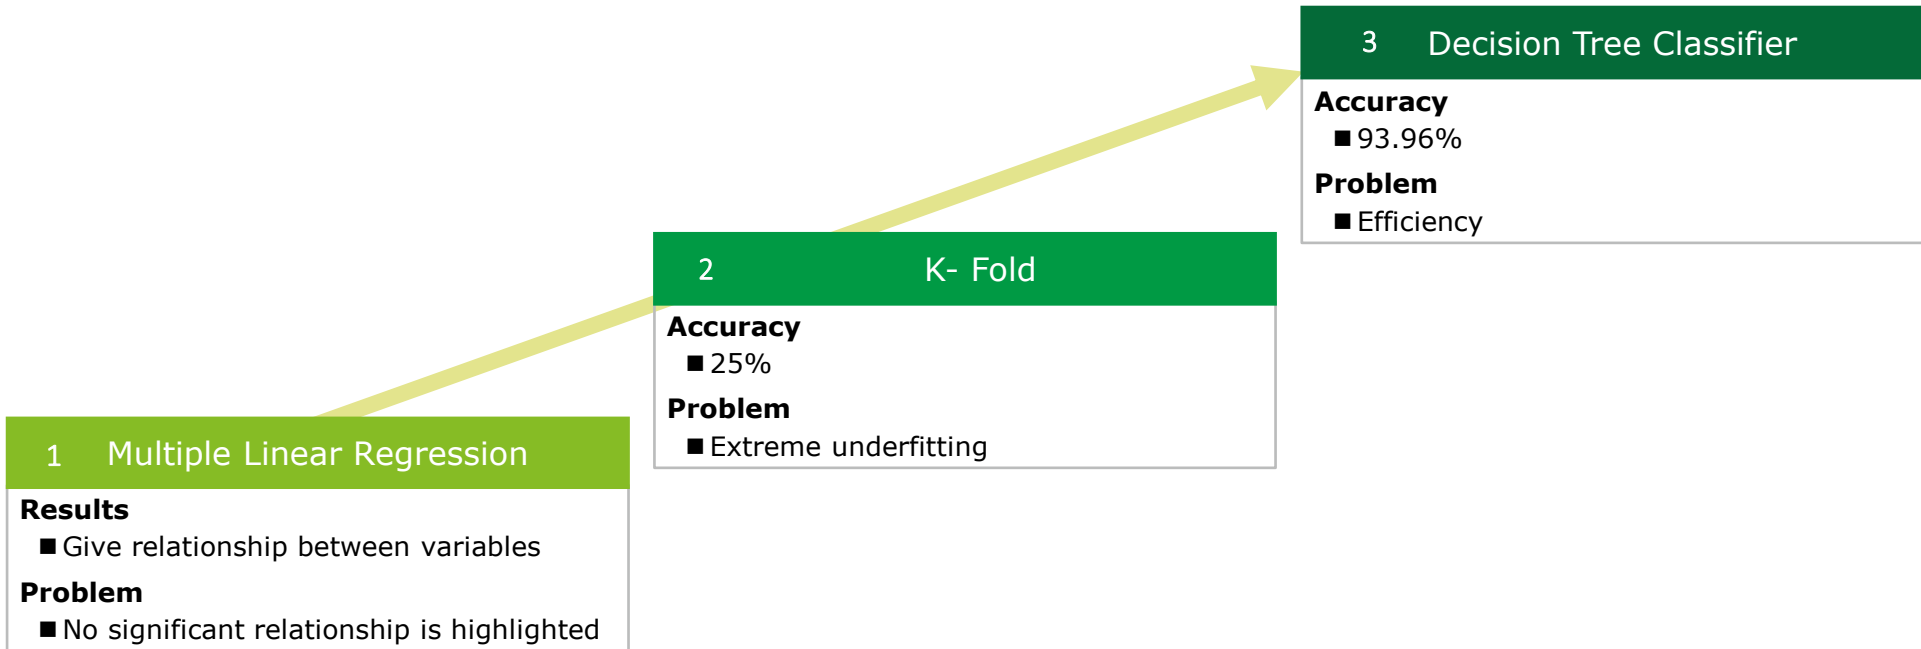 1 Multiple Linear Regression
Results
■ Give relationship between variables
Problem
■ No significant relationship is highlighted
2 K- Fold
Accuracy
■ 25%
Problem
■ Extreme underfitting
3 Decision Tree Classifier
Accuracy
■ 93.96%
Problem
■ Efficiency